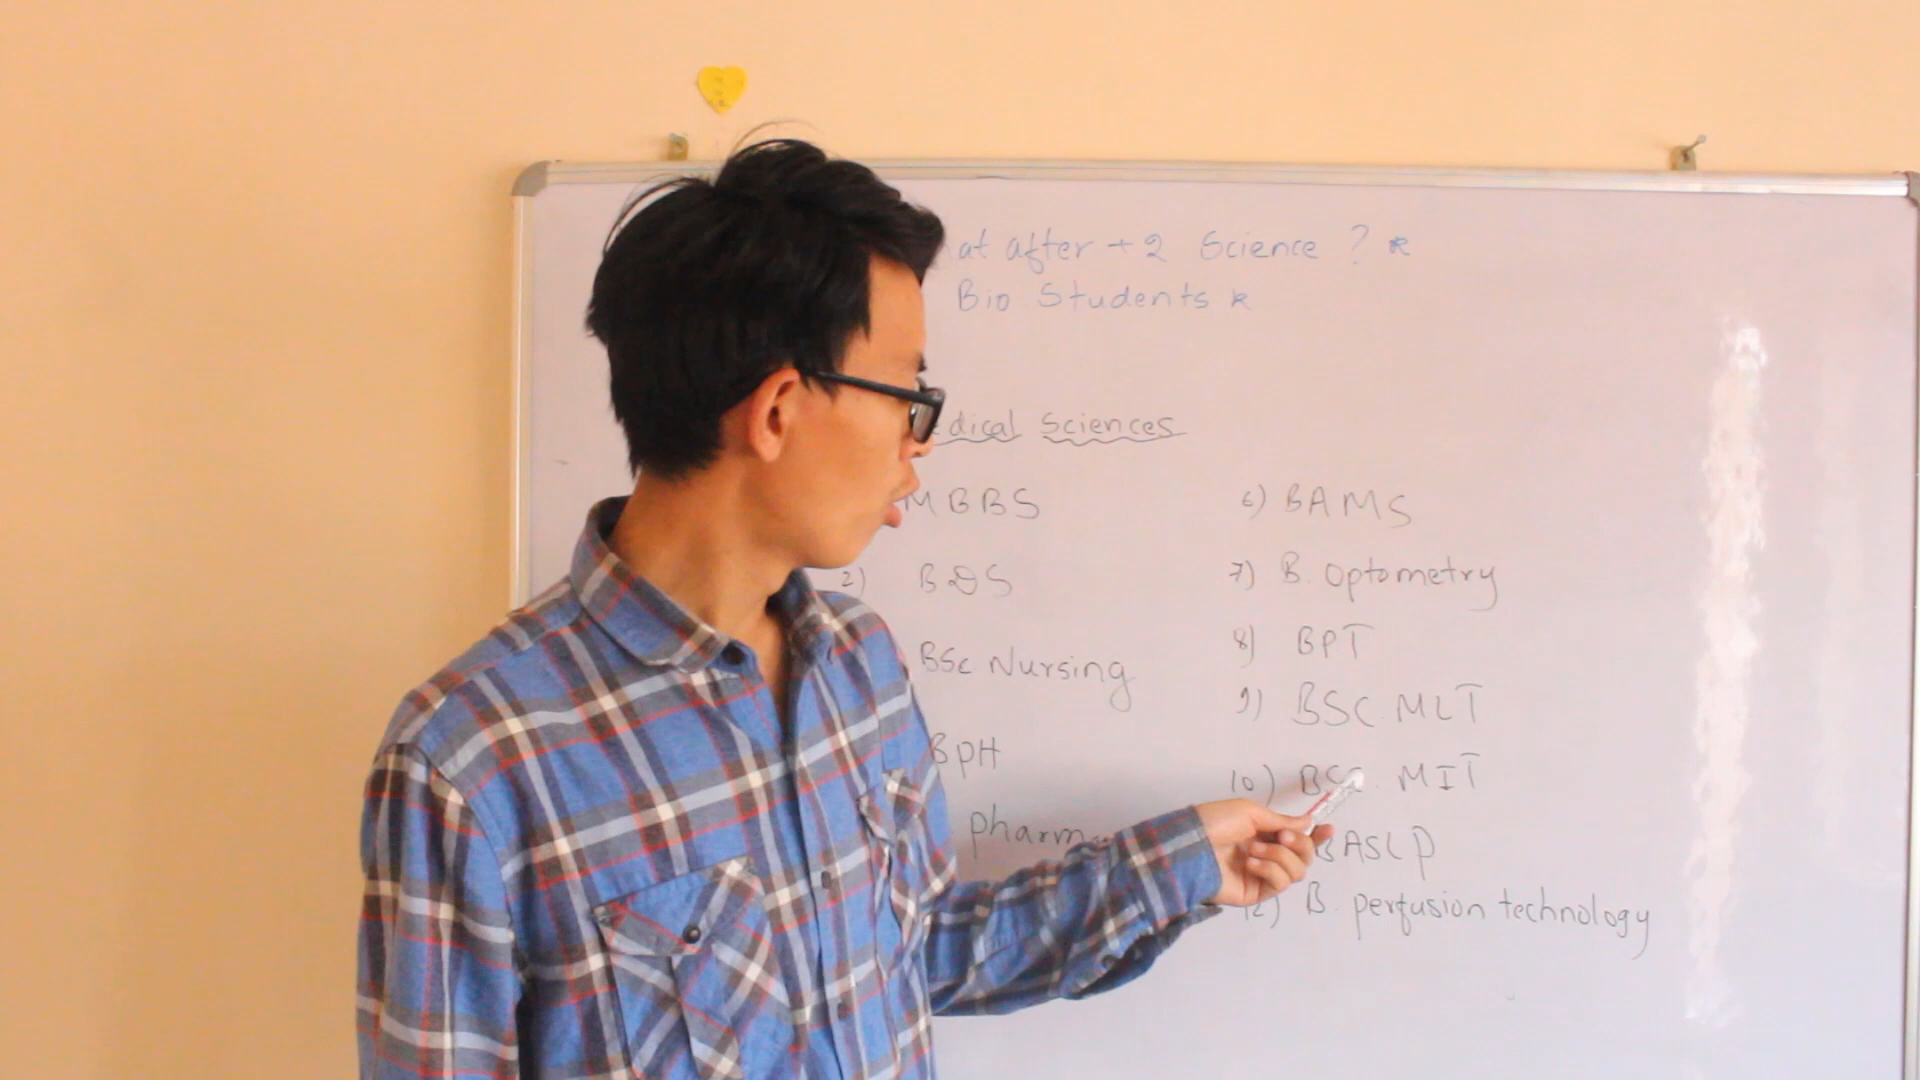 at after +2 Science ? *
Bio Students *
edical Sciences
MBBS
2) BDS
BSc Nursing
BPH
pharm
6) BAMS
7) B. Optometry
8) BPT
9) BSC. MLT
10) BSC. MIT
BASLP
12) B. perfusion technology